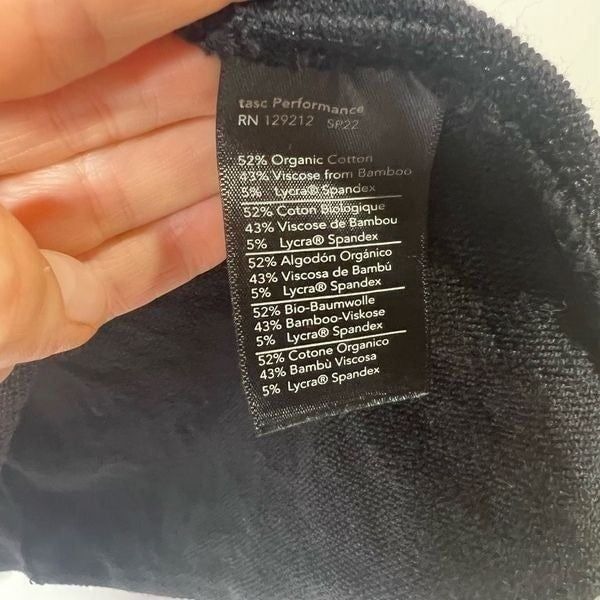 tasc Performance
RN 129212 SP22
52% Organic Cotton
43% Viscose from Bamboo
5% Lycra® Spandex
52% Coton Biologique
43% Viscose de Bambou
5% Lycra® Spandex
52% Algodón Orgánico
43% Viscosa de Bambú
5% Lycra® Spandex
52% Bio-Baumwolle
43% Bamboo-Viskose
5% Lycra® Spandex
52% Cotone Organico
43% Bambù Viscosa
5% Lycra® Spandex